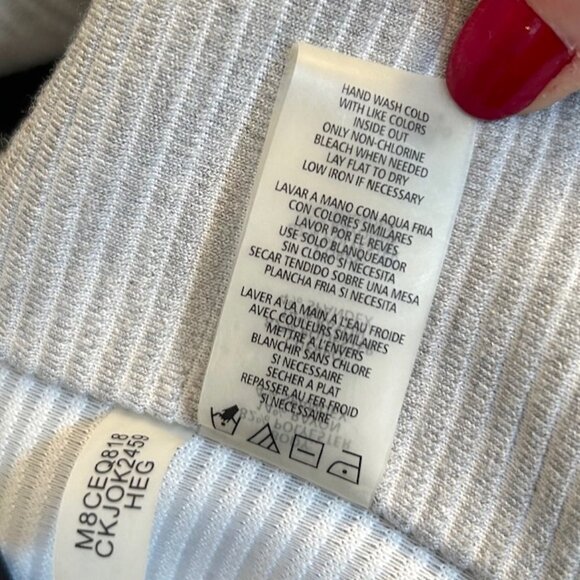 HAND WASH COLD
WITH LIKE COLORS
INSIDE OUT
ONLY NON-CHLORINE
BLEACH WHEN NEEDED
LAY FLAT TO DRY
LOW IRON IF NECESSARY
LAVAR A MANO CON AQUA FRIA
CON COLORES SIMILARES
LAVOR POR EL REVÉS
USE SOLO BLANQUEADOR
SIN CLORO SI NECESITA
SECAR TENDIDO SOBRE UNA MESA
PLANCHA FRIA SI NECESITA
LAVER A LA MAIN A L'EAU FROIDE
AVEC COULEURS SIMILAIRES
METTRE A L'ENVERS
BLANCHIR SANS CHLORE
SI NECESSAIRE
SECHER A PLAT
REPASSER AU FER FROID
SI NECESSAIRE
M8CEQ818
CKJOK2459
HEG